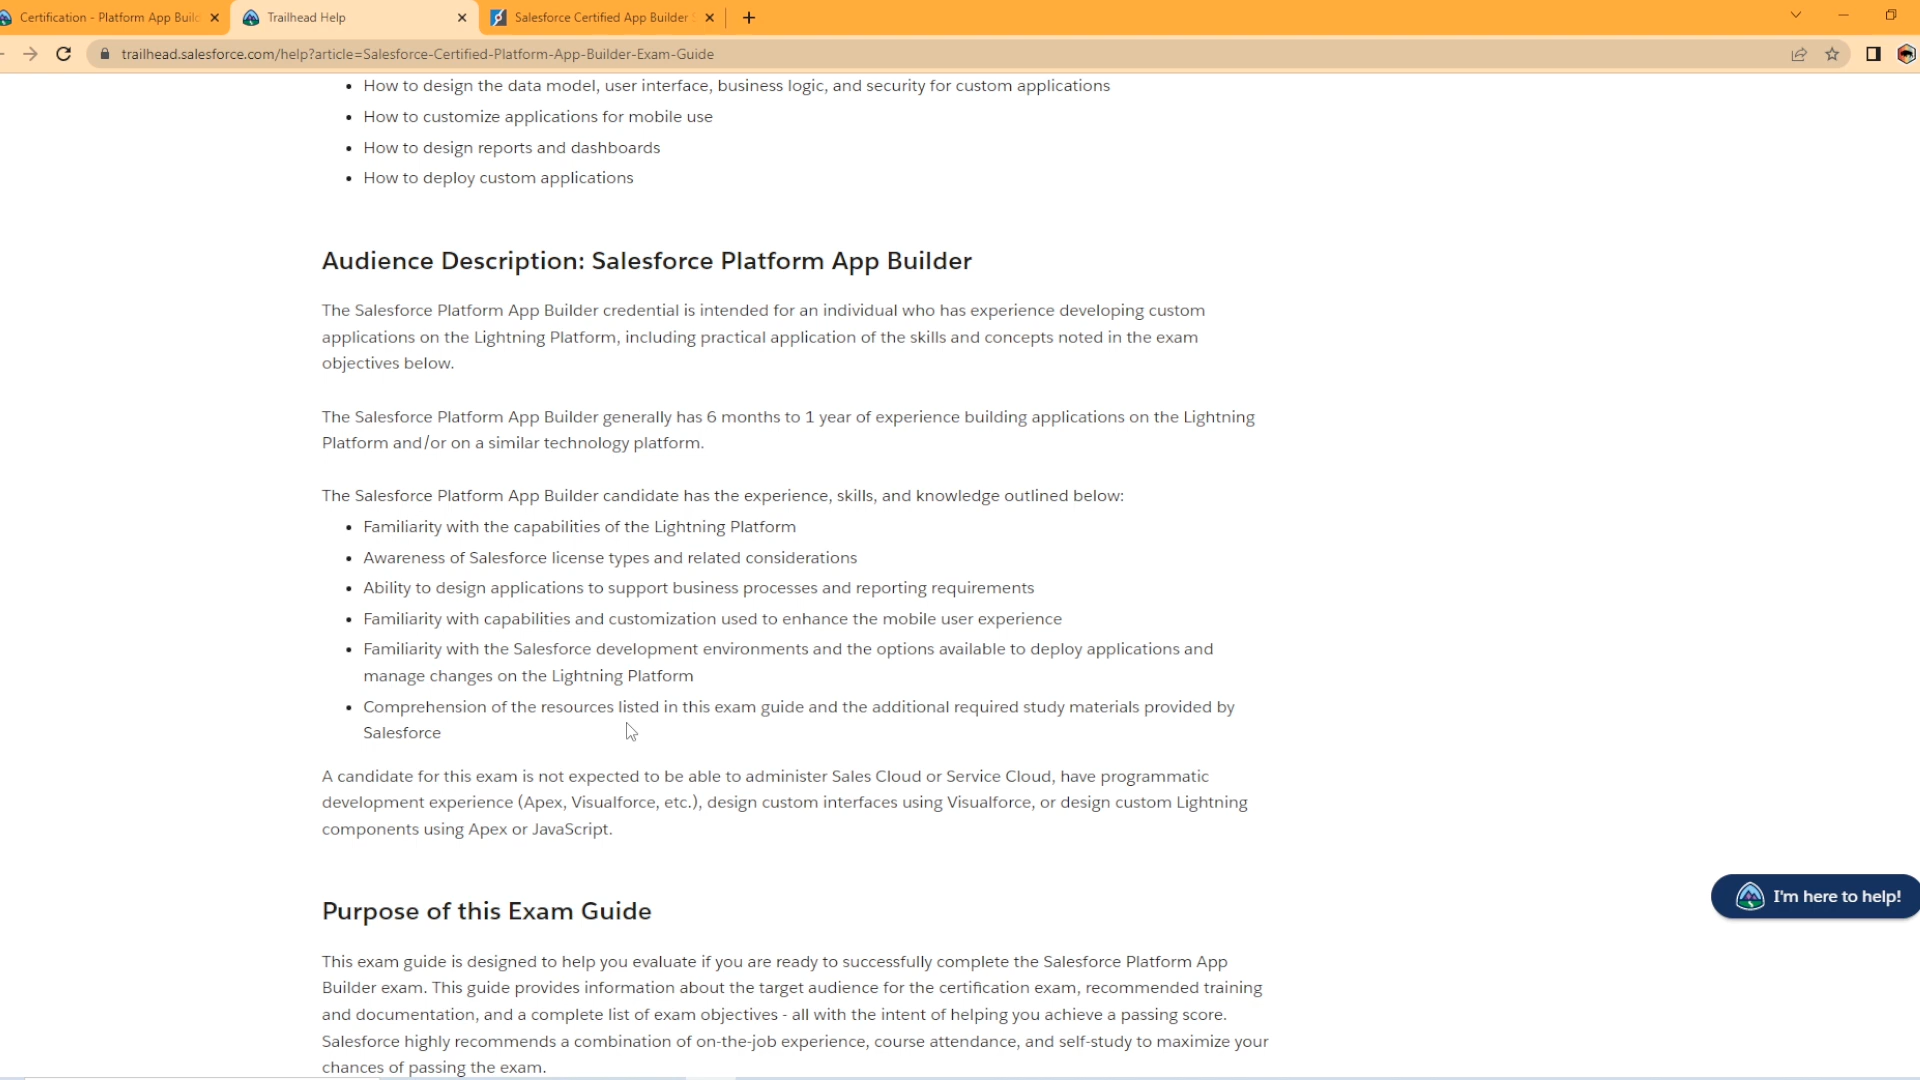 Certification - Platform App Buil
Trailhead Help
Salesforce Certified App Builder
trailhead.salesforce.com/help?article=Salesforce-Certified-Platform-App-Builder-Exam-Guide
• How to design the data model, user interface, business logic, and security for custom applications
• How to customize applications for mobile use
• How to design reports and dashboards
• How to deploy custom applications
Audience Description: Salesforce Platform App Builder
The Salesforce Platform App Builder credential is intended for an individual who has experience developing custom
applications on the Lightning Platform, including practical application of the skills and concepts noted in the exam
objectives below.
The Salesforce Platform App Builder generally has 6 months to 1 year of experience building applications on the Lightning
Platform and/or on a similar technology platform.
The Salesforce Platform App Builder candidate has the experience, skills, and knowledge outlined below:
• Familiarity with the capabilities of the Lightning Platform
• Awareness of Salesforce license types and related considerations
• Ability to design applications to support business processes and reporting requirements
• Familiarity with capabilities and customization used to enhance the mobile user experience
• Familiarity with the Salesforce development environments and the options available to deploy applications and
manage changes on the Lightning Platform
• Comprehension of the resources listed in this exam guide and the additional required study materials provided by
Salesforce
A candidate for this exam is not expected to be able to administer Sales Cloud or Service Cloud, have programmatic
development experience (Apex, Visualforce, etc.), design custom interfaces using Visualforce, or design custom Lightning
components using Apex or JavaScript.
I'm here to help!
Purpose of this Exam Guide
This exam guide is designed to help you evaluate if you are ready to successfully complete the Salesforce Platform App
Builder exam. This guide provides information about the target audience for the certification exam, recommended training
and documentation, and a complete list of exam objectives - all with the intent of helping you achieve a passing score.
Salesforce highly recommends a combination of on-the-job experience, course attendance, and self-study to maximize your
chances of passing the exam.